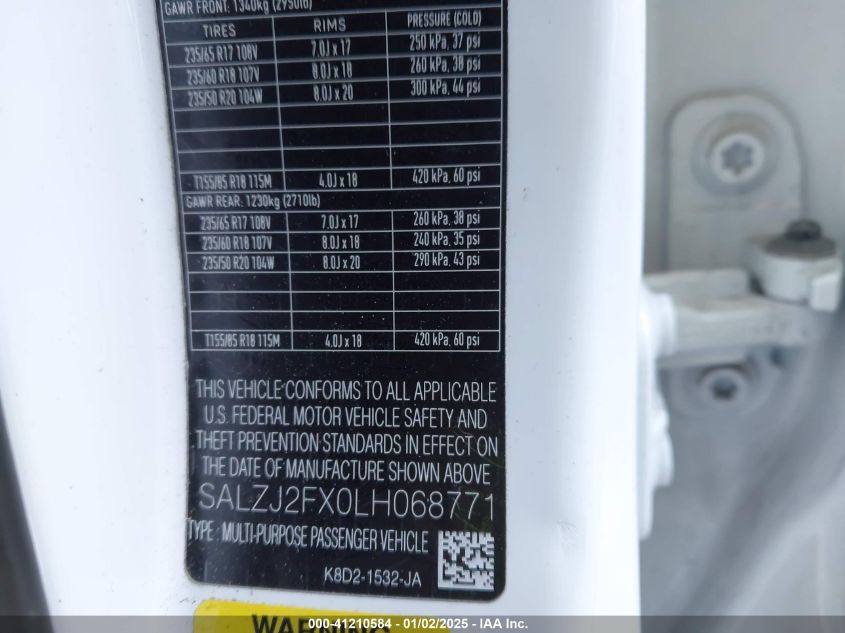 GAWR FRONT: 1340kg (2950lb)
TIRES RIMS PRESSURE (COLD)
235/65 R17 108V 7.0J x 17 250 kPa, 37 psi
235/60 R18 107V 8.0J x 18 260 kPa, 38 psi
235/50 R20 104W 8.0J x 20 300 kPa, 44 psi
T155/85 R18 115M 4.0J x 18 420 kPa, 60 psi
GAWR REAR: 1230kg (2710lb)
235/65 R17 108V 7.0J x 17 260 kPa, 38 psi
235/60 R18 107V 8.0J x 18 240 kPa, 35 psi
235/50 R20 104W 8.0J x 20 290 kPa, 43 psi
T155/85 R18 115M 4.0J x 18 420 kPa, 60 psi
THIS VEHICLE CONFORMS TO ALL APPLICABLE
U.S. FEDERAL MOTOR VEHICLE SAFETY AND
THEFT PREVENTION STANDARDS IN EFFECT ON
THE DATE OF MANUFACTURE SHOWN ABOVE
SALZJ2FX0LH068771
TYPE : MULTI-PURPOSE PASSENGER VEHICLE
K8D2-1532-JA
WARNING
000-41210584 - 01/02/2025 - IAA Inc.